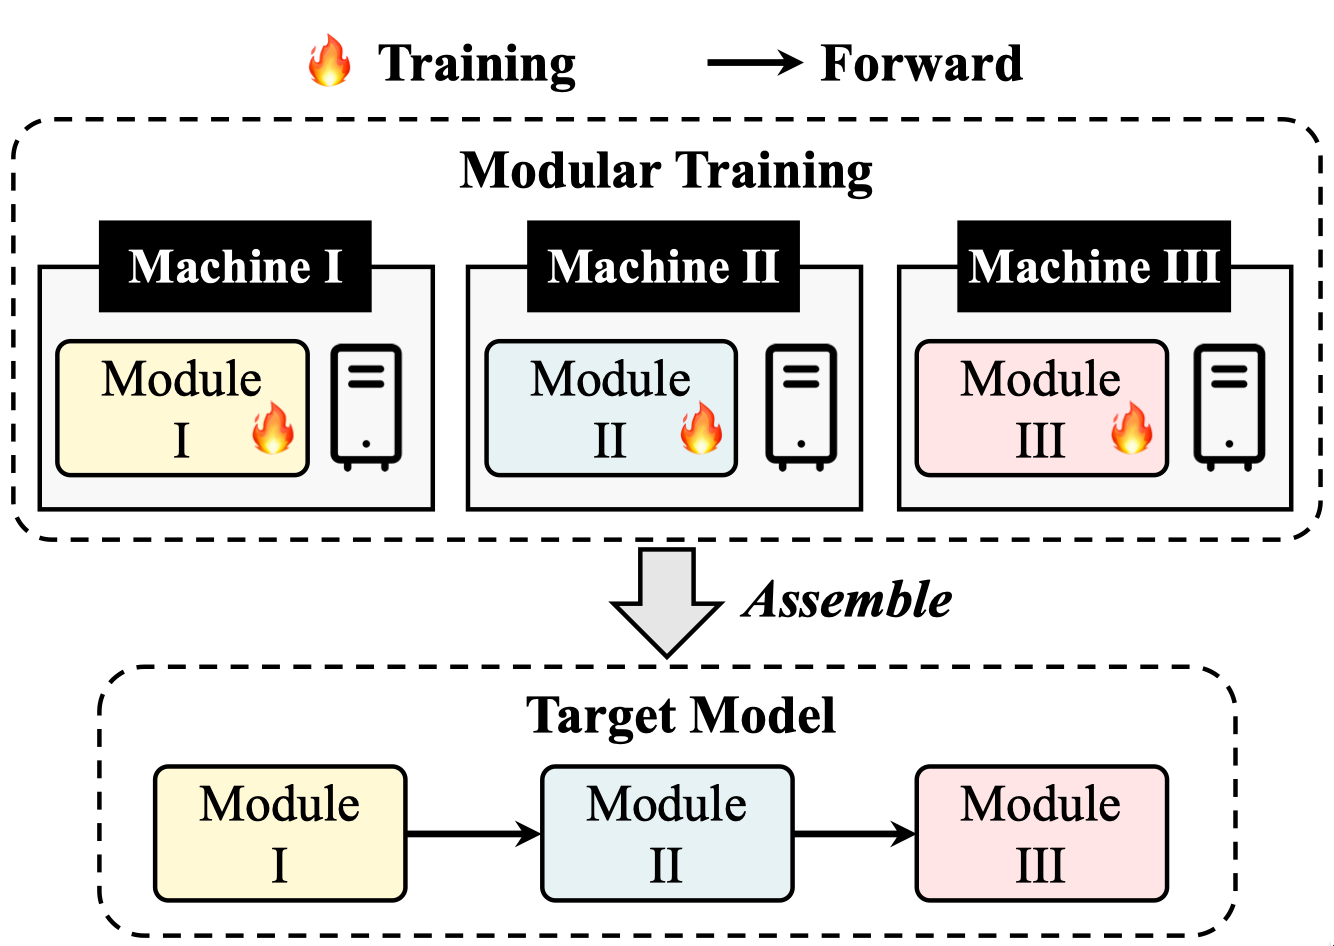 Training
Forward
Modular Training
Machine I
Machine II
Machine III
Module
I
Module
II
Module
III
Assemble
Target Model
Module
I
Module
II
Module
III